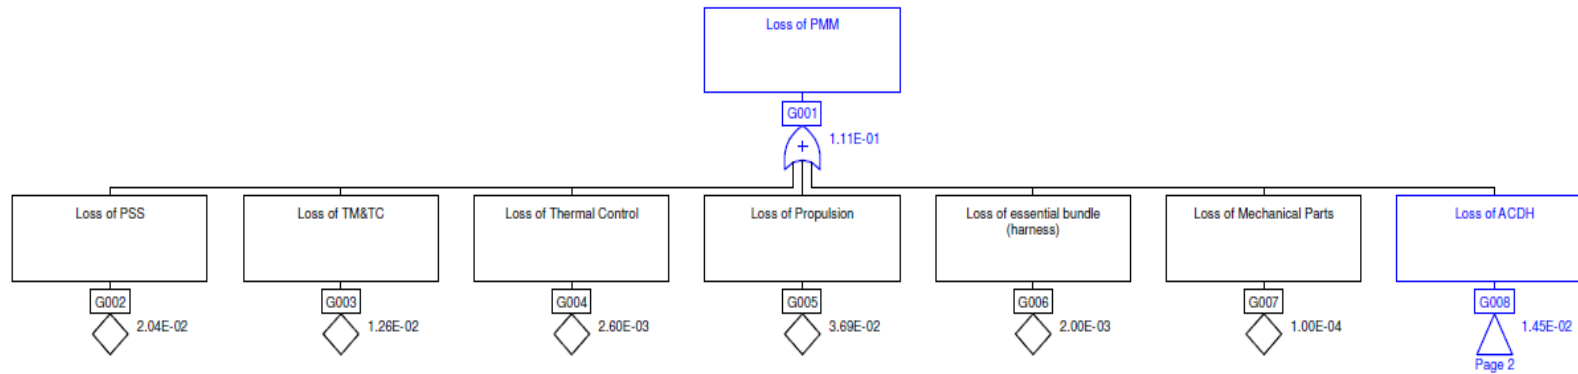 Loss of PMM
G001
+
1.11E-01
Loss of PSS
Loss of TM&TC
Loss of Thermal Control
Loss of Propulsion
Loss of essential bundle
(harness)
Loss of Mechanical Parts
Loss of ACDH
G002
G003
G004
G005
G006
G007
G008
2.04E-02
1.26E-02
2.60E-03
3.69E-02
2.00E-03
1.00E-04
1.45E-02
Page 2